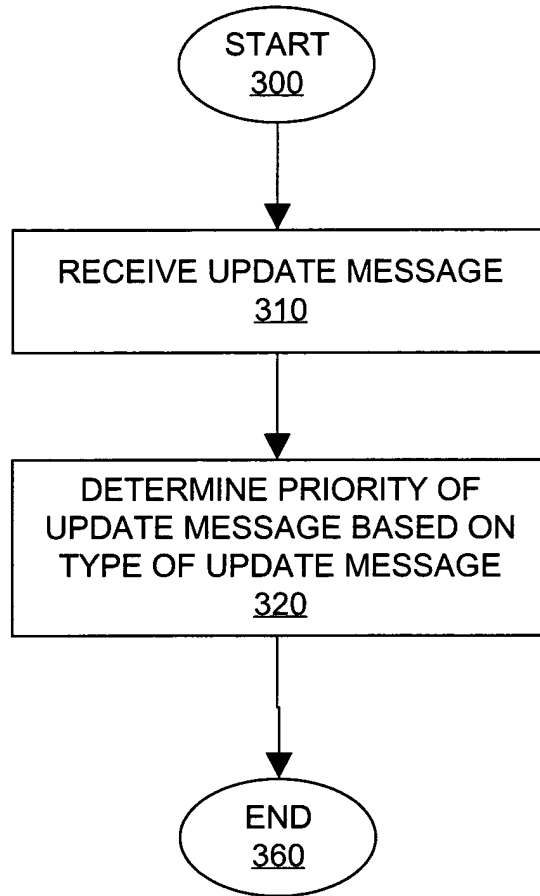 START
300
RECEIVE UPDATE MESSAGE
310
DETERMINE PRIORITY OF
UPDATE MESSAGE BASED ON
TYPE OF UPDATE MESSAGE
320
END
360